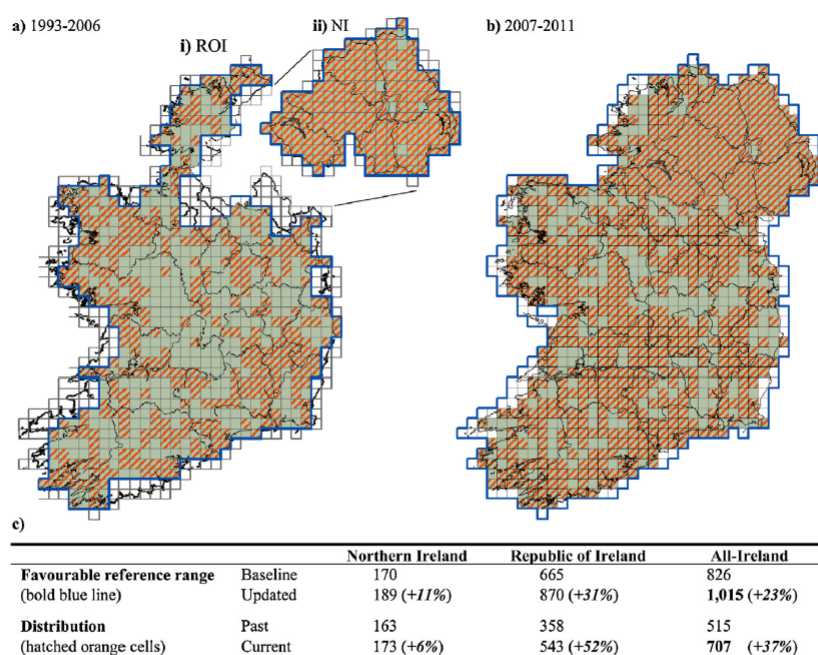 a) 1993-2006
i) ROI
ii) NI
b) 2007-2011
c)
Northern Ireland Republic of Ireland All-Ireland
Favourable reference range Baseline 170 665 826
(bold blue line) Updated 189 (+11%) 870 (+31%) 1,015 (+23%)
Distribution Past 163 358 515
(hatched orange cells) Current 173 (+6%) 543 (+52%) 707 (+37%)